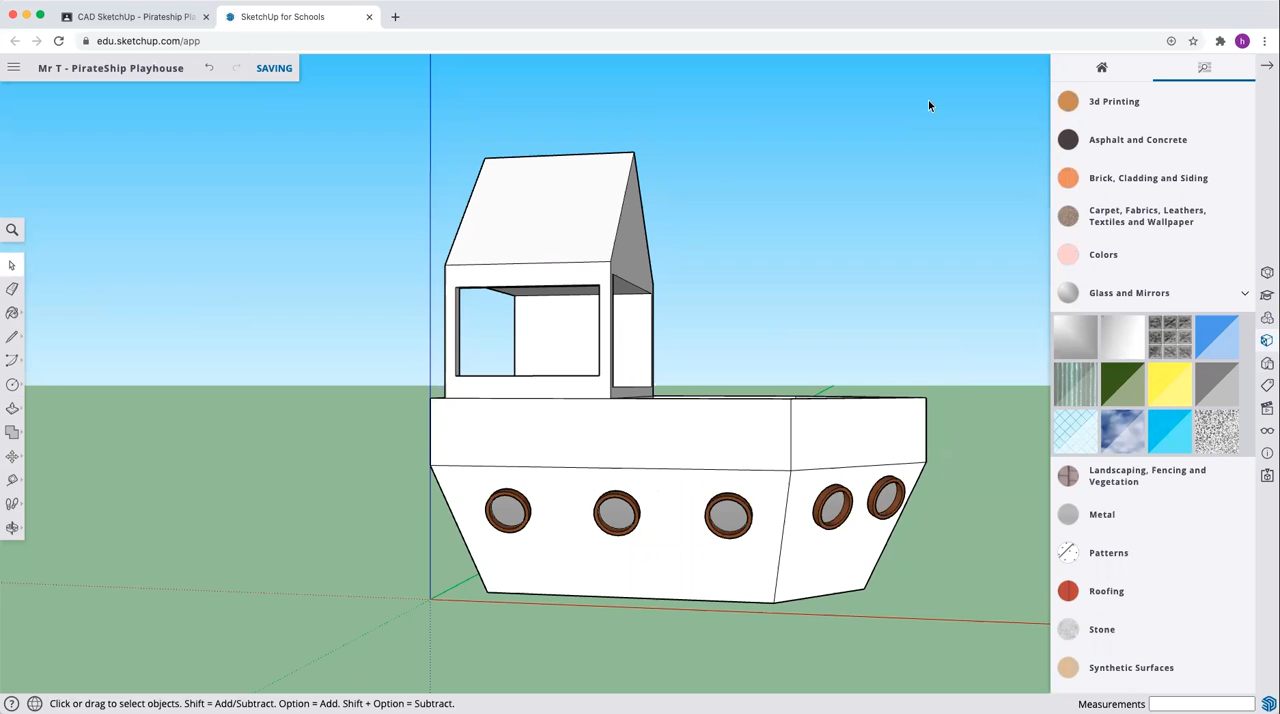 CAD SketchUp - Pirateship Pla
SketchUp for Schools
edu.sketchup.com/app
h
Mr T - PirateShip Playhouse
SAVING
3d Printing
Asphalt and Concrete
Brick, Cladding and Siding
Carpet, Fabrics, Leathers,
Textiles and Wallpaper
Colors
Glass and Mirrors
Landscaping, Fencing and
Vegetation
Metal
Patterns
Roofing
Stone
Synthetic Surfaces
Click or drag to select objects. Shift = Add/Subtract. Option = Add. Shift + Option = Subtract.
Measurements